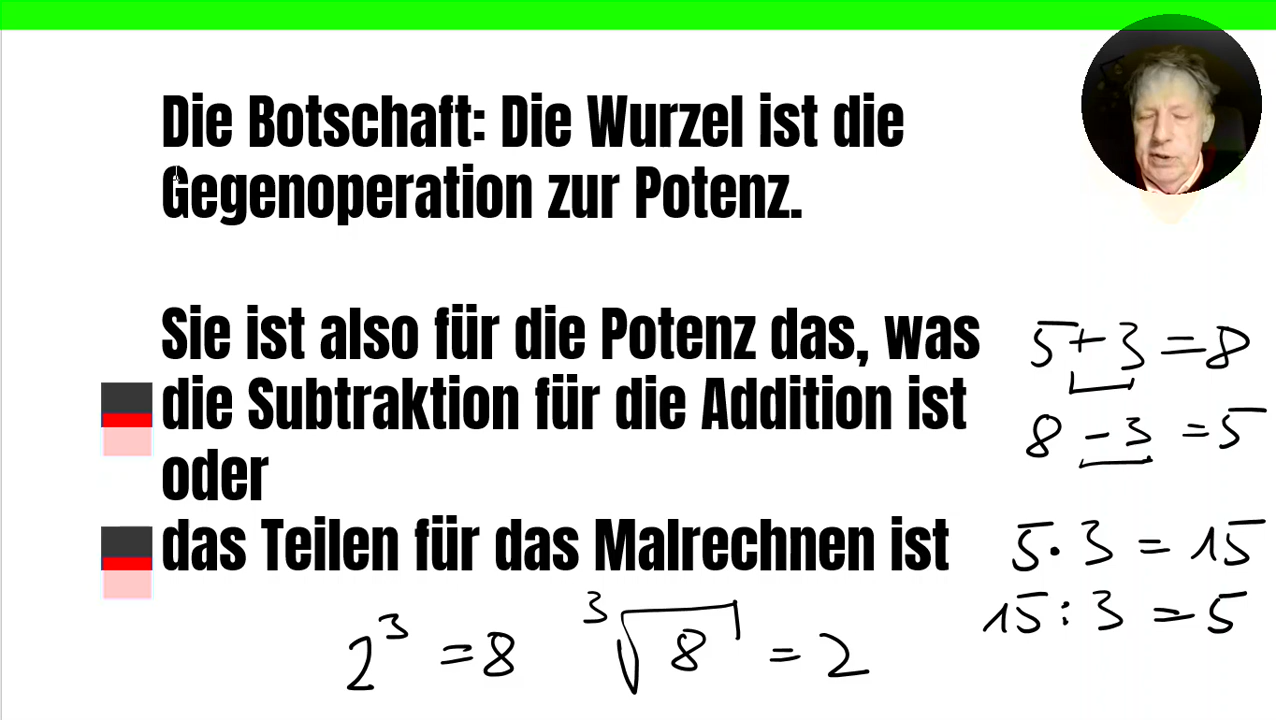 Die Botschaft: Die Wurzel ist die
Gegenoperation zur Potenz.
Sie ist also für die Potenz das, was
die Subtraktion für die Addition ist
oder
das Teilen für das Malrechnen ist
5+3=8
8-3=5
5·3=15
15:3=5
2³=8 ³√8=2